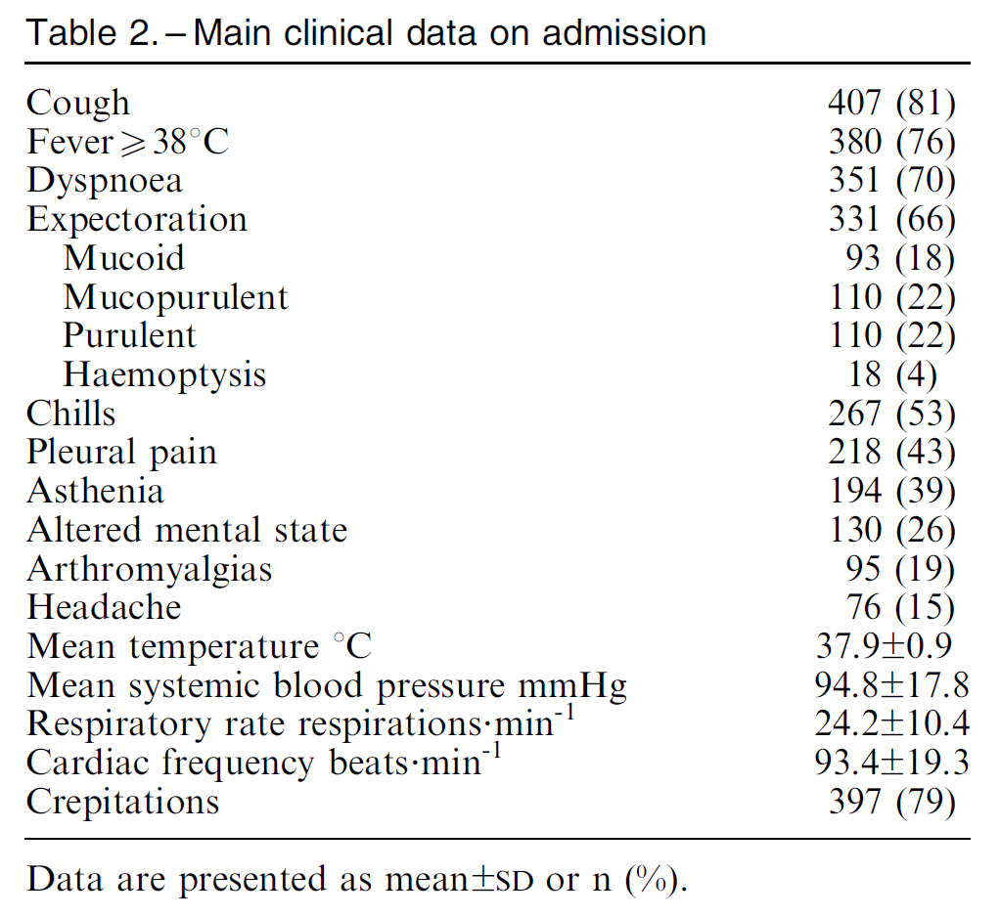 Table 2. – Main clinical data on admission
Cough 407 (81)
Fever ⩾ 38°C 380 (76)
Dyspnoea 351 (70)
Expectoration 331 (66)
Mucoid 93 (18)
Mucopurulent 110 (22)
Purulent 110 (22)
Haemoptysis 18 (4)
Chills 267 (53)
Pleural pain 218 (43)
Asthenia 194 (39)
Altered mental state 130 (26)
Arthromyalgias 95 (19)
Headache 76 (15)
Mean temperature °C 37.9±0.9
Mean systemic blood pressure mmHg 94.8±17.8
Respiratory rate respirations·min⁻¹ 24.2±10.4
Cardiac frequency beats·min⁻¹ 93.4±19.3
Crepitations 397 (79)
Data are presented as mean±SD or n (%).